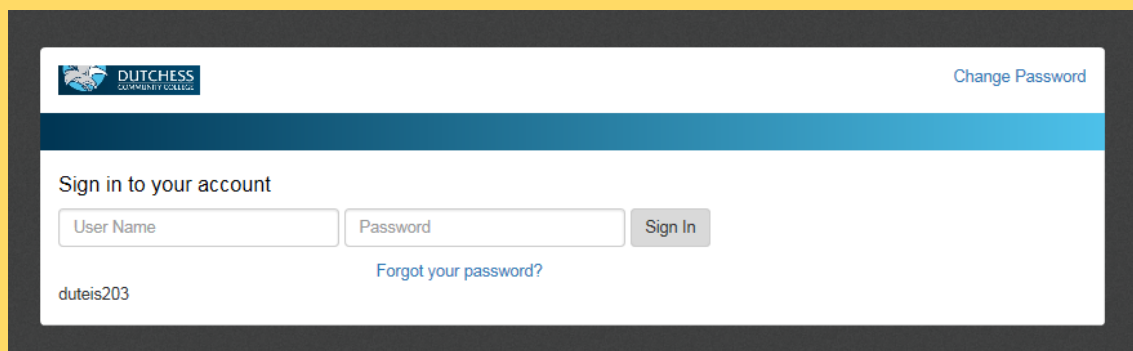 DUTCHESS
COMMUNITY COLLEGE
Change Password
Sign in to your account
User Name Password Sign In
Forgot your password?
duteis203